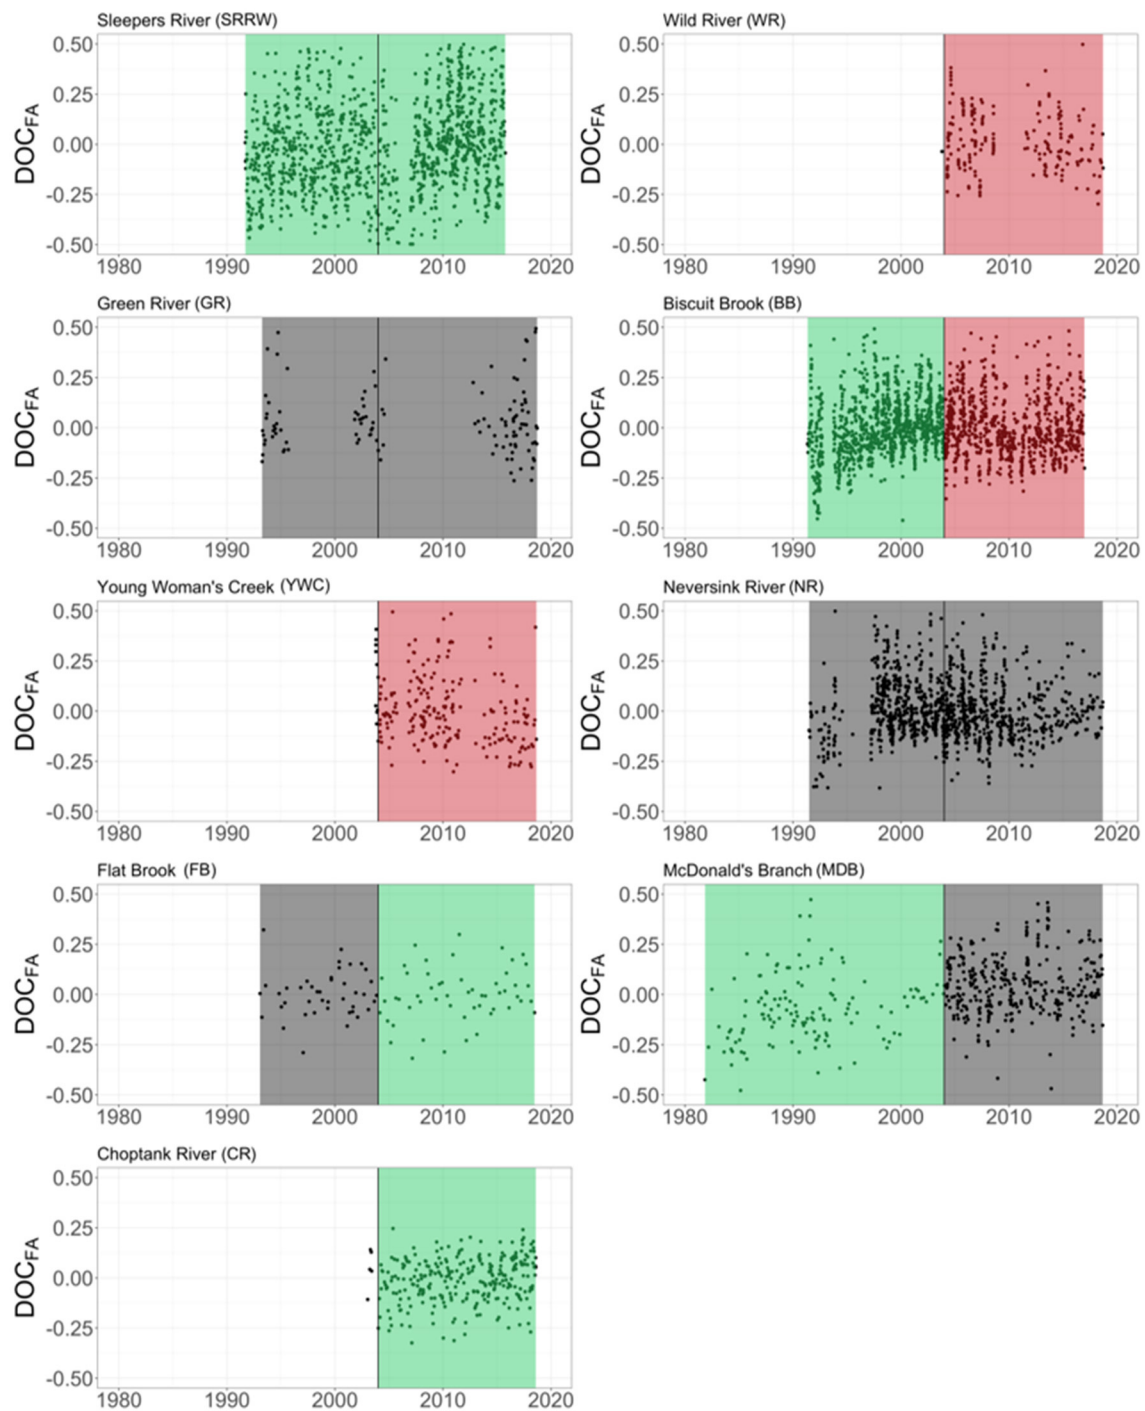 Sleepers River (SRRW)
DOCFA
0.50
0.25
0.00
-0.25
-0.50
1980 1990 2000 2010 2020
Wild River (WR)
DOCFA
0.50
0.25
0.00
-0.25
-0.50
1980 1990 2000 2010 2020
Green River (GR)
DOCFA
0.50
0.25
0.00
-0.25
-0.50
1980 1990 2000 2010 2020
Biscuit Brook (BB)
DOCFA
0.50
0.25
0.00
-0.25
-0.50
1980 1990 2000 2010 2020
Young Woman's Creek (YWC)
DOCFA
0.50
0.25
0.00
-0.25
-0.50
1980 1990 2000 2010 2020
Neversink River (NR)
DOCFA
0.50
0.25
0.00
-0.25
-0.50
1980 1990 2000 2010 2020
Flat Brook (FB)
DOCFA
0.50
0.25
0.00
-0.25
-0.50
1980 1990 2000 2010 2020
McDonald's Branch (MDB)
DOCFA
0.50
0.25
0.00
-0.25
-0.50
1980 1990 2000 2010 2020
Choptank River (CR)
DOCFA
0.50
0.25
0.00
-0.25
-0.50
1980 1990 2000 2010 2020